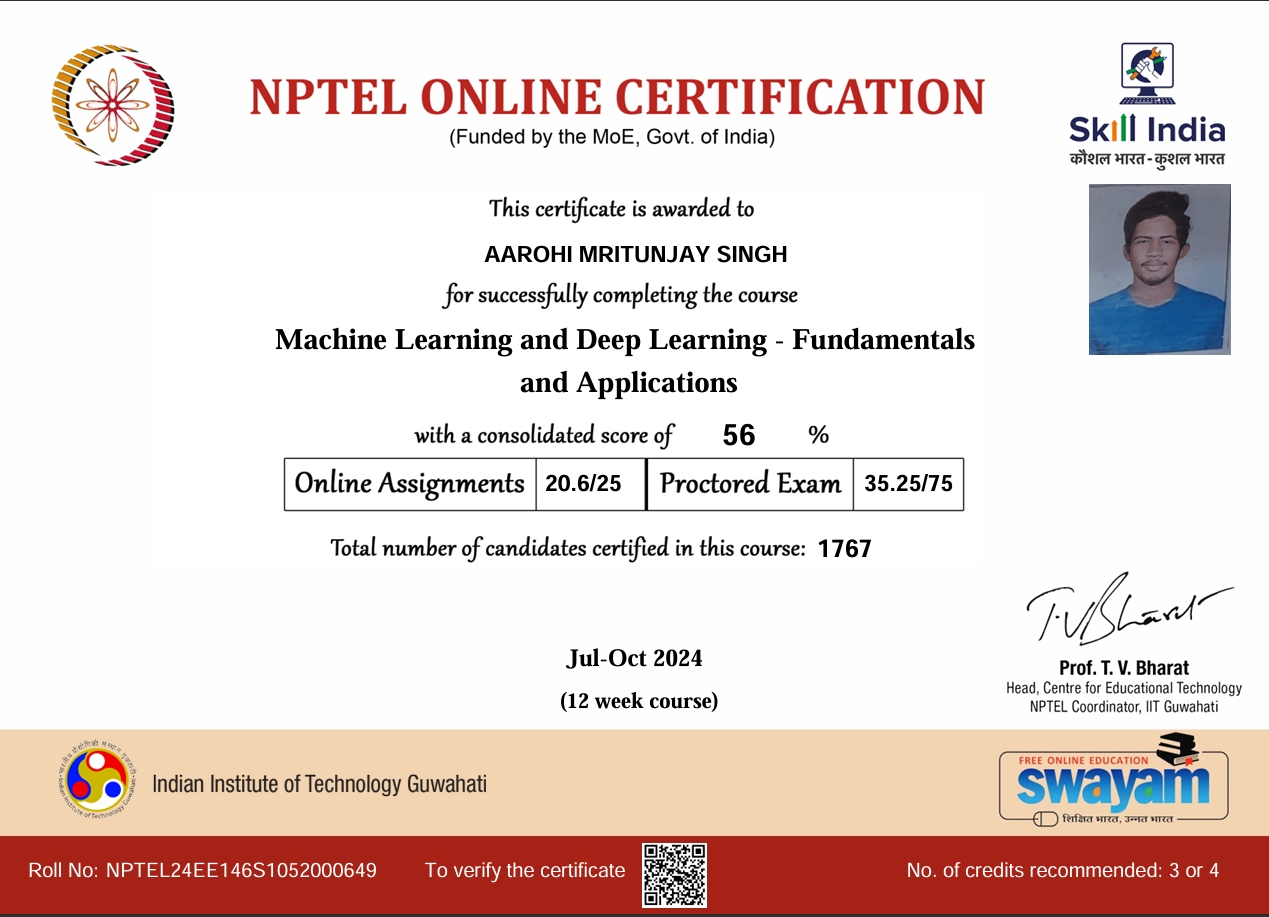 NPTEL ONLINE CERTIFICATION
(Funded by the MoE, Govt. of India)
Skill India
कौशल भारत - कुशल भारत
This certificate is awarded to
AAROHI MRITUNJAY SINGH
for successfully completing the course
Machine Learning and Deep Learning - Fundamentals
and Applications
with a consolidated score of 56 %
Online Assignments 20.6/25 Proctored Exam 35.25/75
Total number of candidates certified in this course: 1767
Jul-Oct 2024
(12 week course)
T.V.Bharat
Prof. T. V. Bharat
Head, Centre for Educational Technology
NPTEL Coordinator, IIT Guwahati
Indian Institute of Technology Guwahati
Indian Institute of Technology Guwahati
FREE ONLINE EDUCATION
swayam
शिक्षित भारत, उन्नत भारत
Roll No: NPTEL24EE146S1052000649
To verify the certificate
No. of credits recommended: 3 or 4